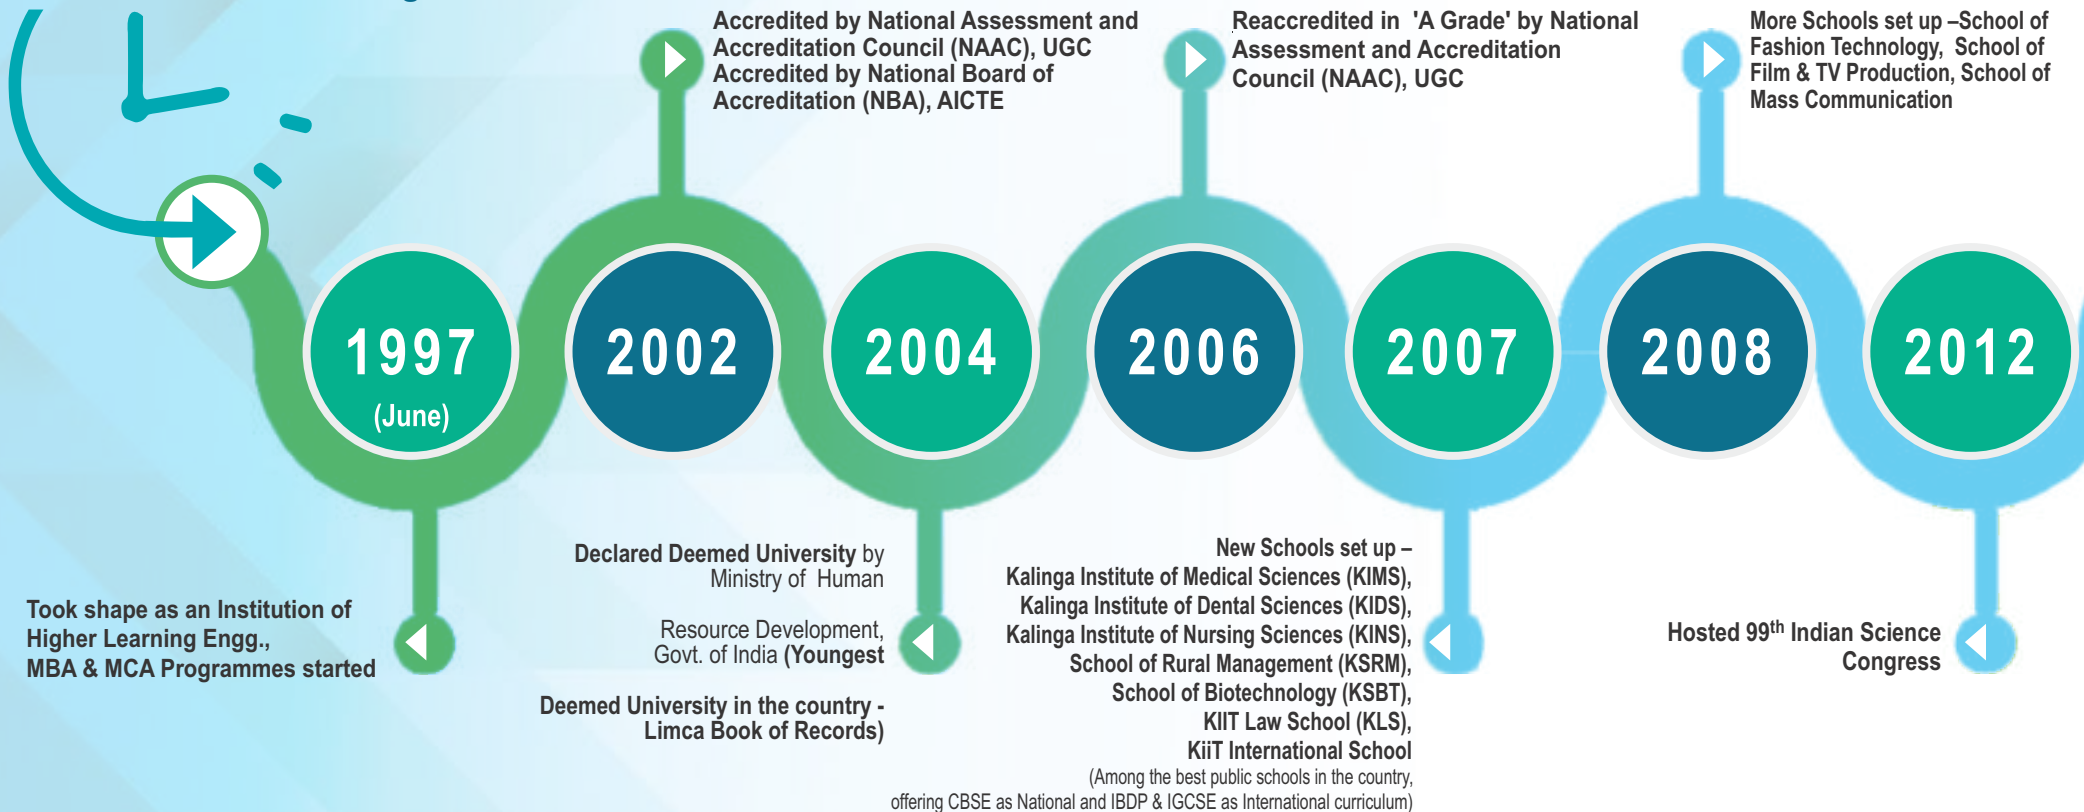 Accredited by National Assessment and
Accreditation Council (NAAC), UGC
Accredited by National Board of
Accreditation (NBA), AICTE
Reaccredited in 'A Grade' by National
Assessment and Accreditation
Council (NAAC), UGC
More Schools set up –School of
Fashion Technology, School of
Film & TV Production, School of
Mass Communication
1997
(June)
2002
2004
2006
2007
2008
2012
Took shape as an Institution of
Higher Learning Engg.,
MBA & MCA Programmes started
Declared Deemed University by
Ministry of Human
Resource Development,
Govt. of India (Youngest
Deemed University in the country -
Limca Book of Records)
New Schools set up –
Kalinga Institute of Medical Sciences (KIMS),
Kalinga Institute of Dental Sciences (KIDS),
Kalinga Institute of Nursing Sciences (KINS),
School of Rural Management (KSRM),
School of Biotechnology (KSBT),
KIIT Law School (KLS),
KiiT International School
(Among the best public schools in the country,
offering CBSE as National and IBDP & IGCSE as International curriculum)
Hosted 99th Indian Science
Congress